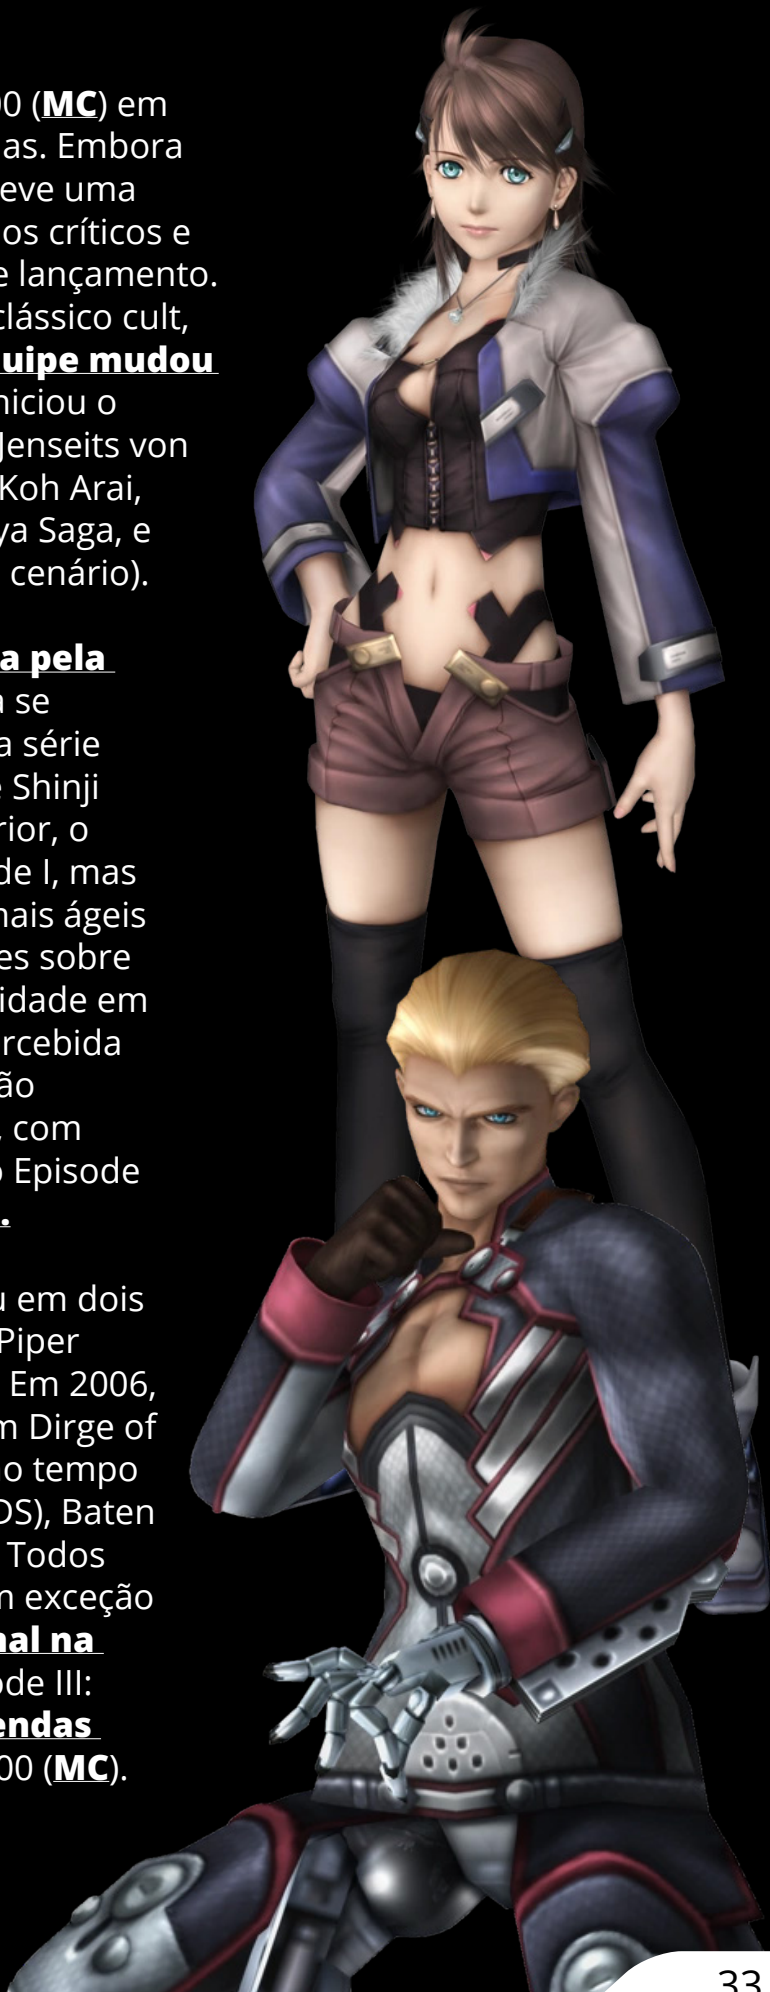 00 (MC) em
as. Embora
eve uma
os críticos e
e lançamento.
clássico cult,
uipe mudou
niciou o
Jenseits von
Koh Arai,
ya Saga, e
cenário).
a pela
a se
a série
e Shinji
rior, o
de I, mas
nais ágeis
es sobre
idade em
rcebida
ão
, com
o Episode
.
u em dois
Piper
Em 2006,
m Dirge of
o tempo
DS), Baten
Todos
m exceção
nal na
ode III:
endas
00 (MC).
33